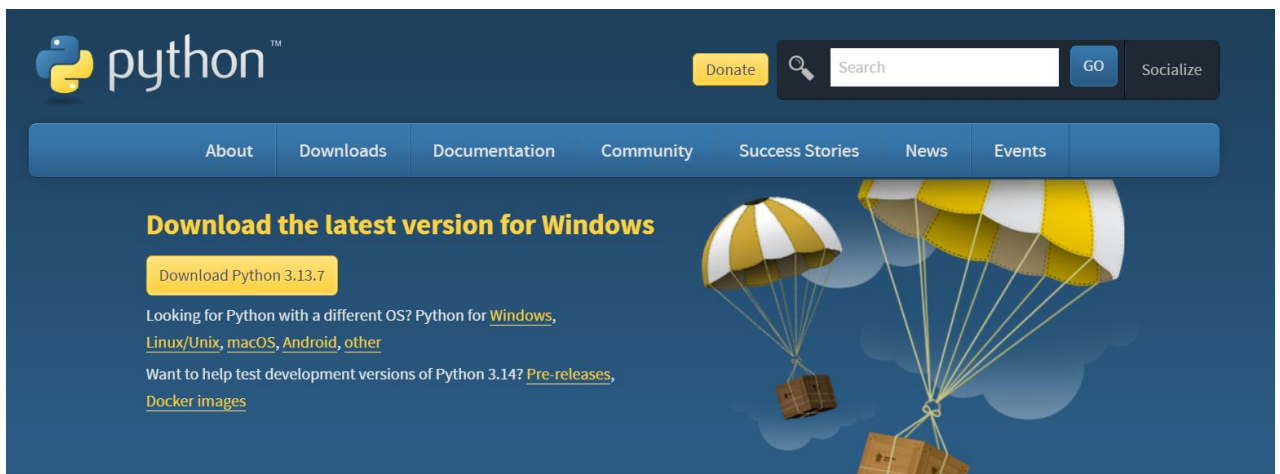 python™
Donate
Search
GO
Socialize
About
Downloads
Documentation
Community
Success Stories
News
Events
Download the latest version for Windows
Download Python 3.13.7
Looking for Python with a different OS? Python for Windows,
Linux/Unix, macOS, Android, other
Want to help test development versions of Python 3.14? Pre-releases,
Docker images